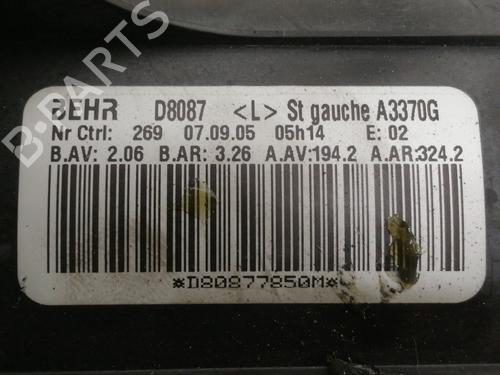 BEHR D8087 <L> St gauche A3370G
Nr Ctrl: 269 07.09.05 05h14 E: 02
B.AV: 2.06 B.AR: 3.26 A.AV:194.2 A.AR:324.2
*D80877850M*
B-PARTS